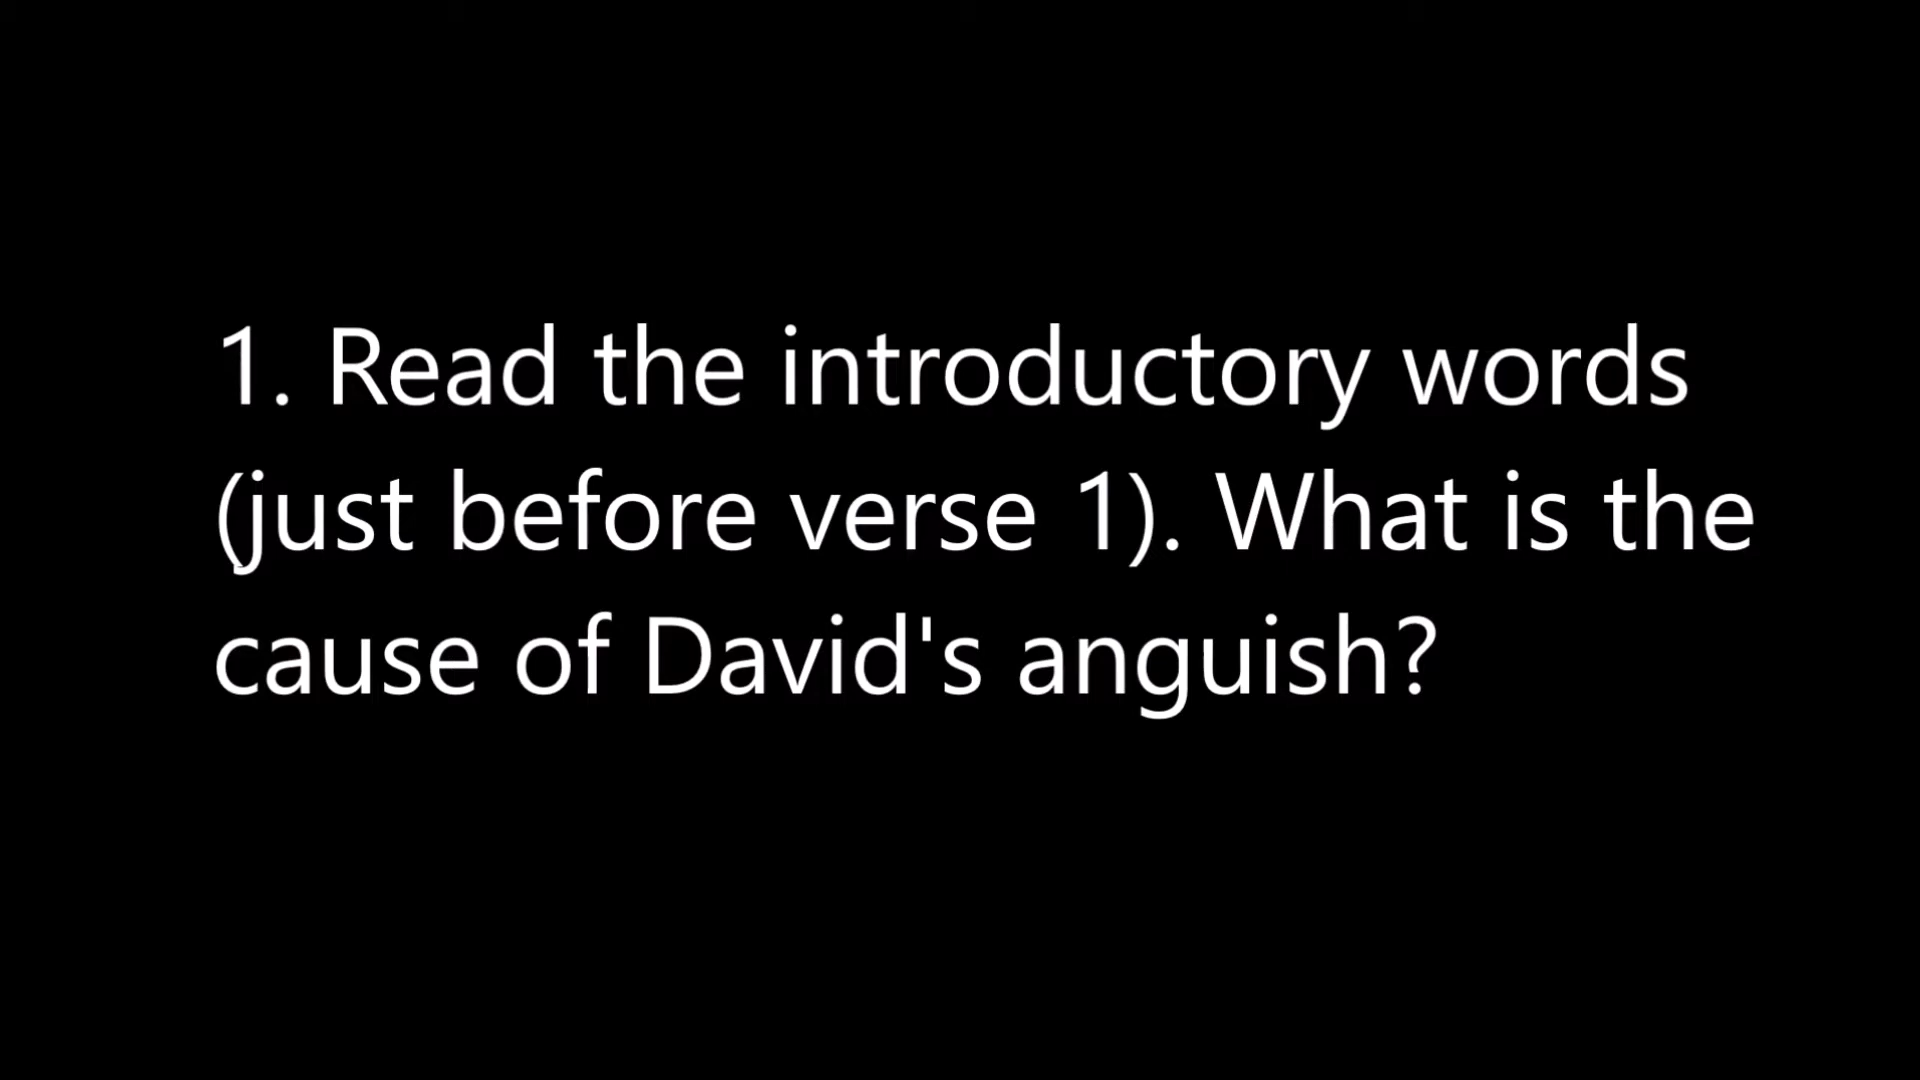 1. Read the introductory words
(just before verse 1). What is the
cause of David's anguish?